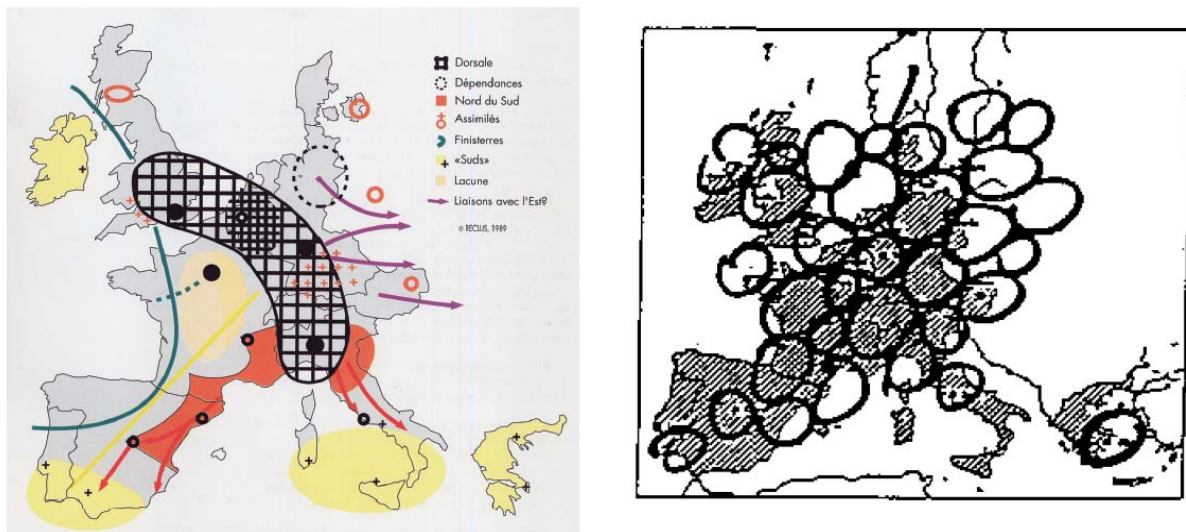 Dorsale
Dépendances
Nord du Sud
Assimilés
Finisterres
«Suds»
Lacune
Liaisons avec l'Est?
© RECLUS, 1989